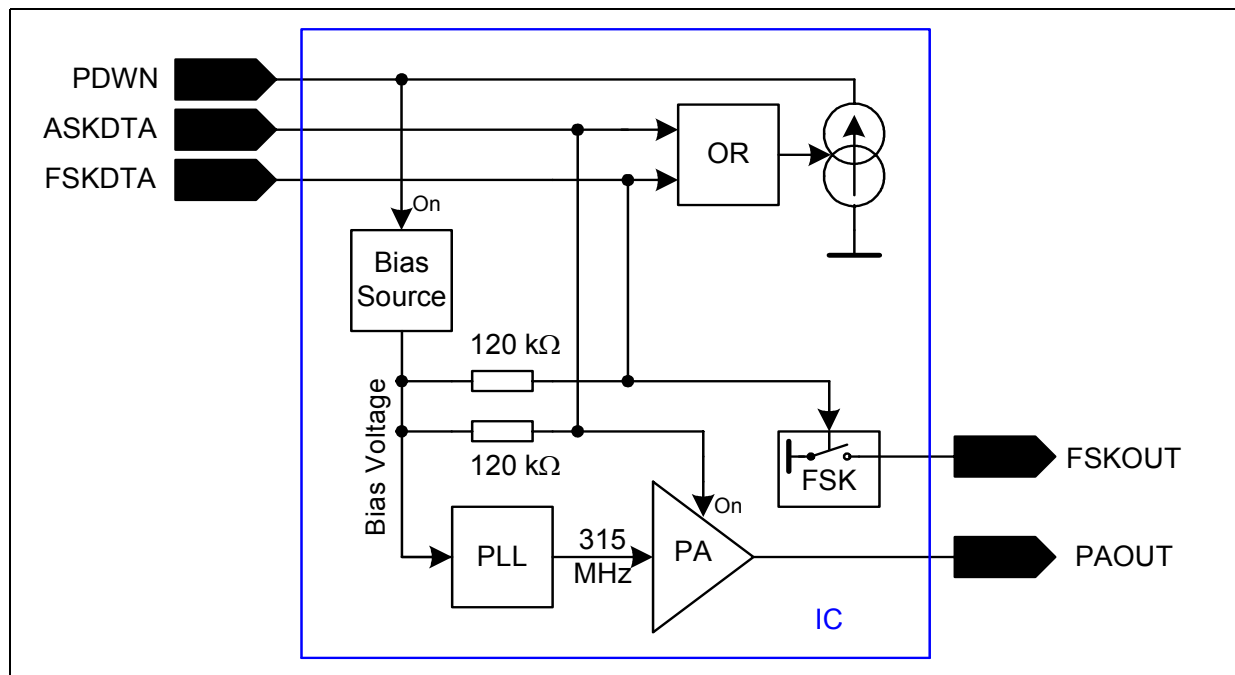 PDWN
ASKDTA
FSKDTA
OR
On
Bias
Source
120 kΩ
Bias Voltage
120 kΩ
FSK
FSKOUT
On
PLL
315
MHz
PA
PAOUT
IC